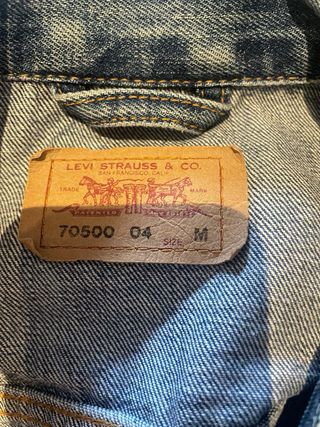 LEVI STRAUSS & CO.
SAN FRANCISCO, CALIF.
TRADE MARK
70500 04 SIZE M